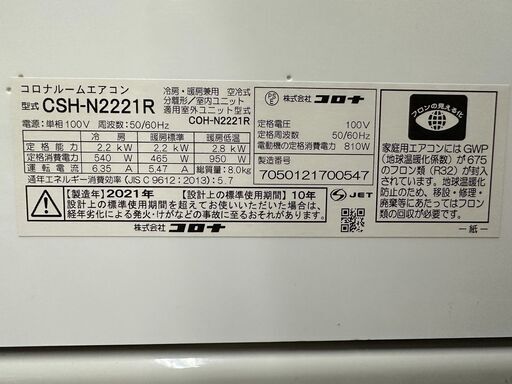 コロナルームエアコン
型式 CSH-N2221R
冷房・暖房兼用 空冷式
分離形/室内ユニット
適用室外ユニット型式
COH-N2221R
電源:単相100V 周波数:50/60Hz
冷房 暖房標準 暖房低温
定格能力 2.2 kW 2.2 kW 2.8 kW
定格消費電力 540 W 465 W 950 W
運転電流 6.35 A 5.47 A 総質量:8.0kg
通年エネルギー消費効率(JIS C 9612:2013):5.7
PS E 株式会社 コロナ
定格電圧 100V
定格周波数 50/60Hz
電動機の定格消費電力 810W
製造番号
7050121700547
【製造年】2021年 【設計上の標準使用期間】10年
設計上の標準使用期間を超えてお使いいただいた場合は、
経年劣化による発火・けがなどの事故に至るおそれがあります。
株式会社 コロナ
S JET
フロンの見える化
家庭用エアコンにはGWP
(地球温暖化係数)が675
のフロン類(R32)が封入
されています。地球温暖化
防止のため、移設・修理・
廃棄等にあたってはフロン
類の回収が必要です。
-紙-